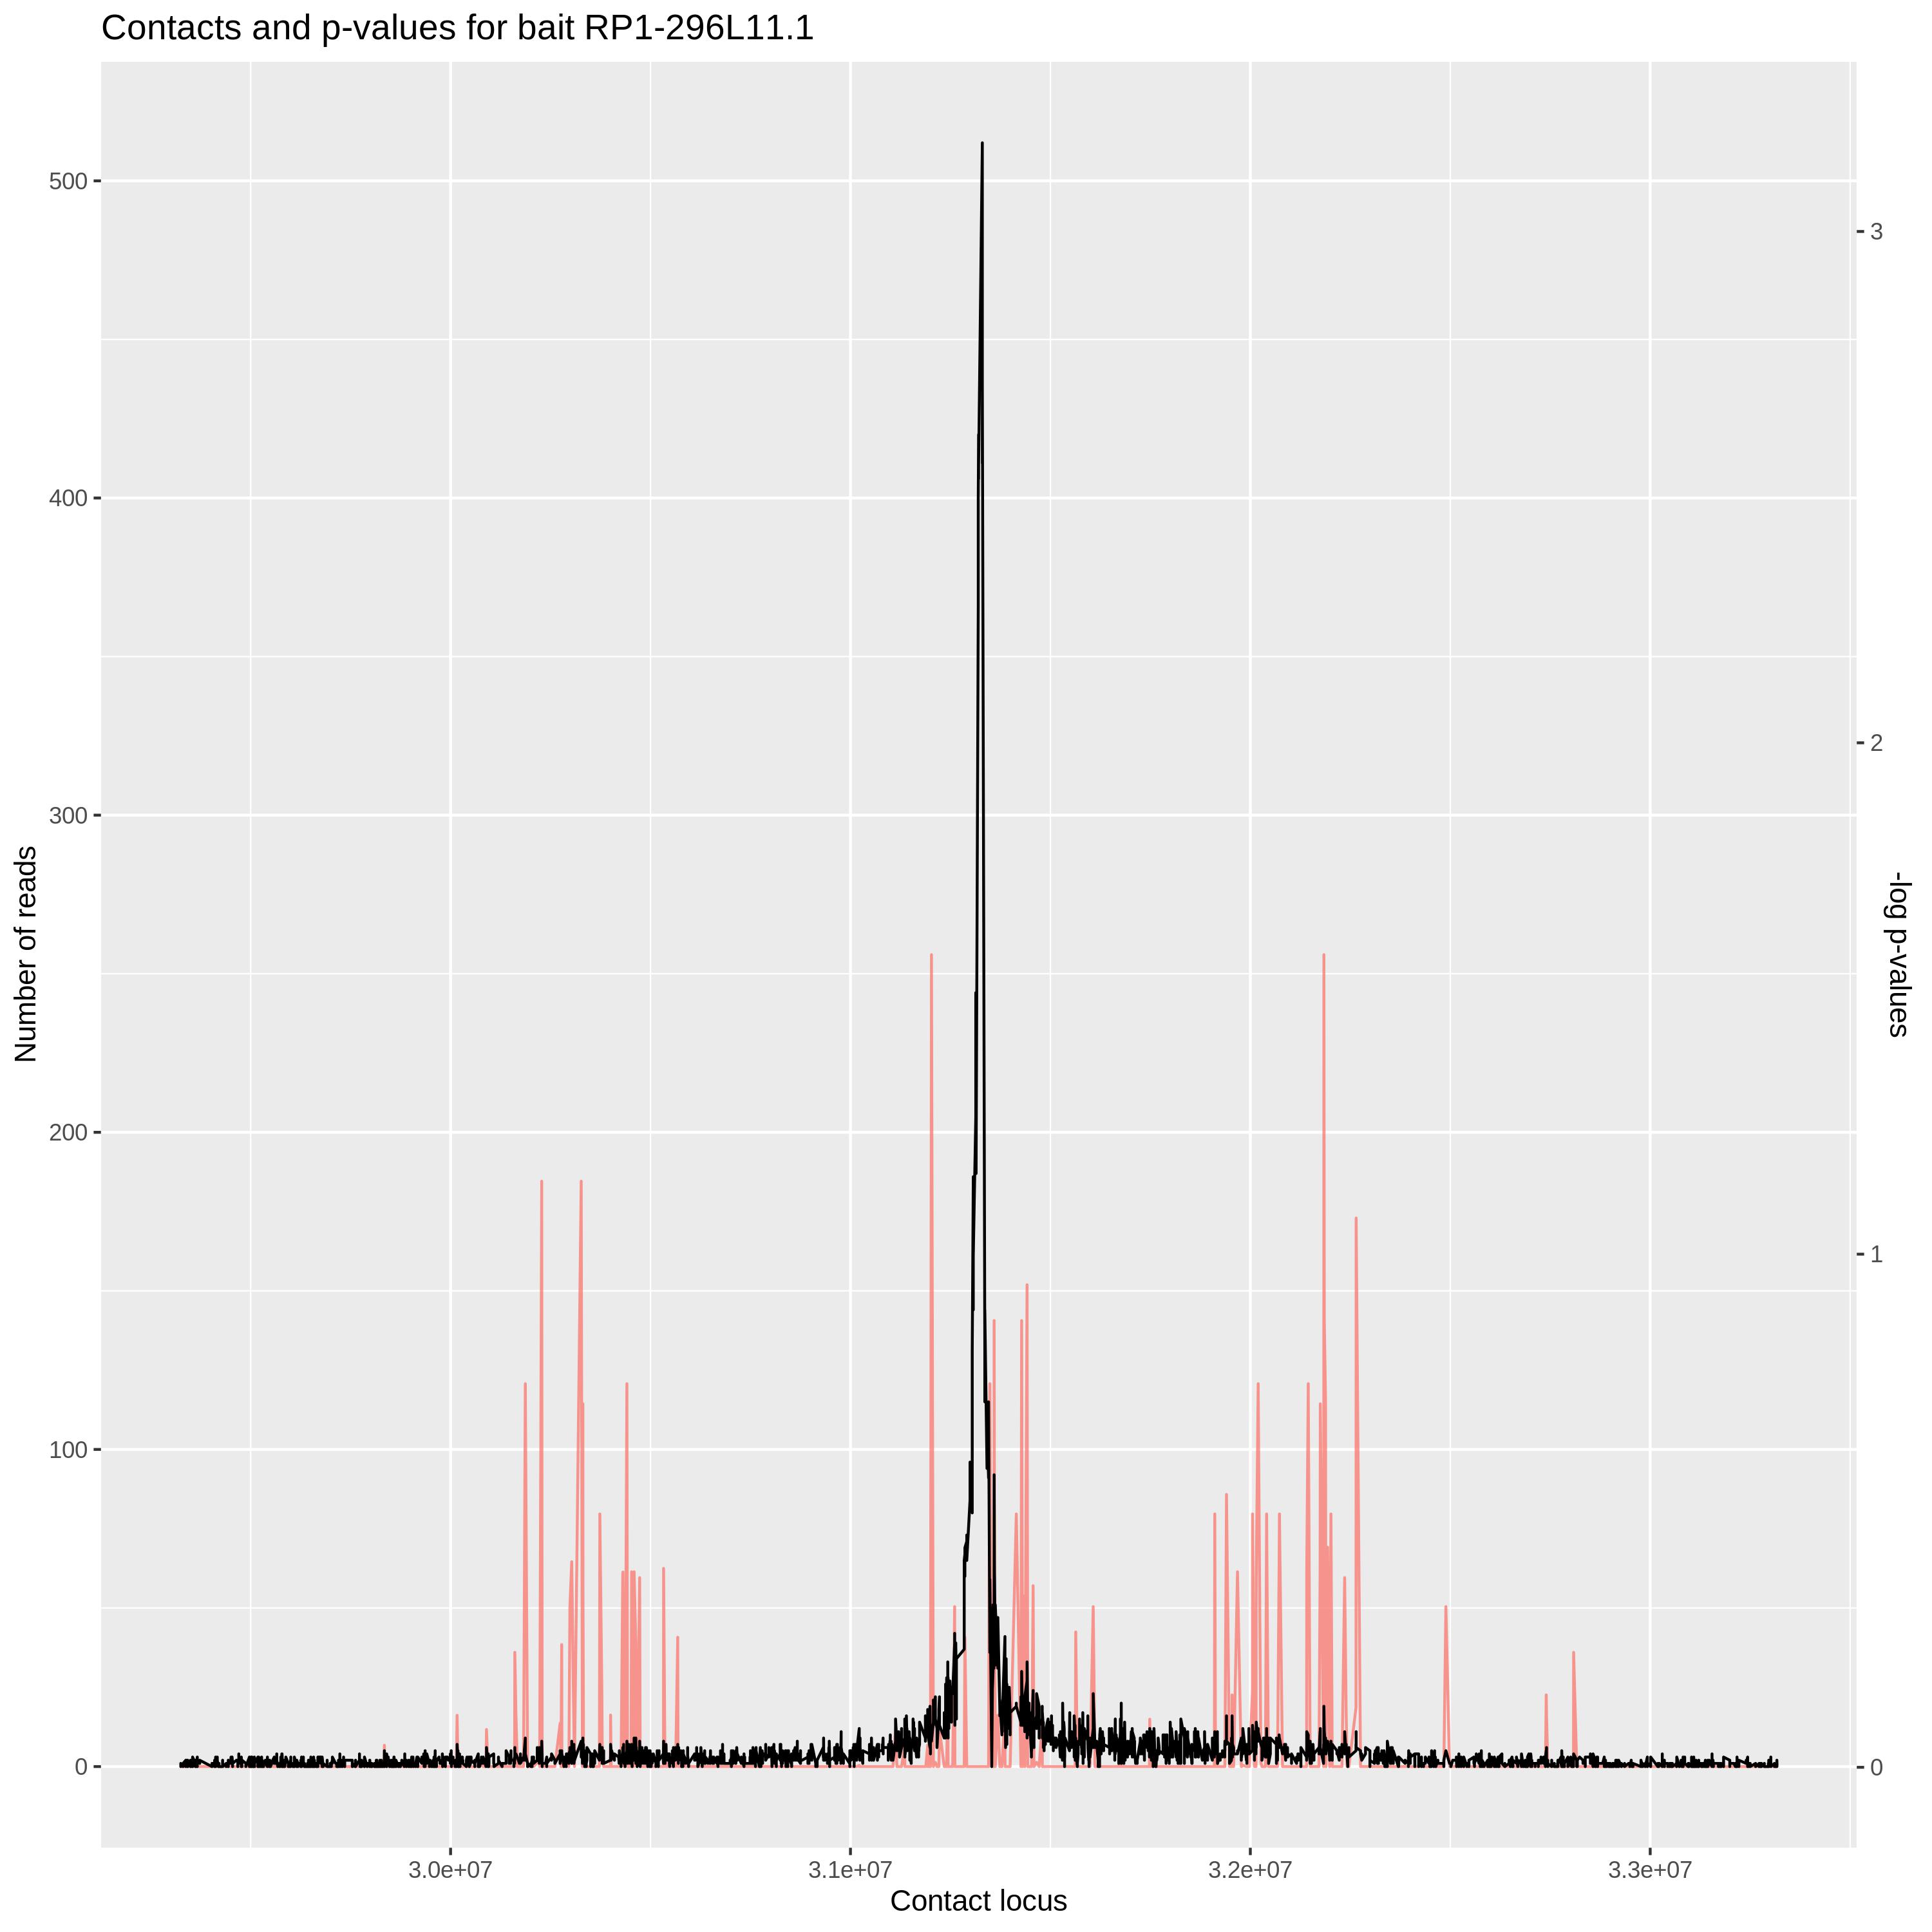 Contacts and p-values for bait RP1-296L11.1
500
400
300
200
100
0
Number of reads
3
2
1
0
-log p-values
3.0e+07
3.1e+07
3.2e+07
3.3e+07
Contact locus